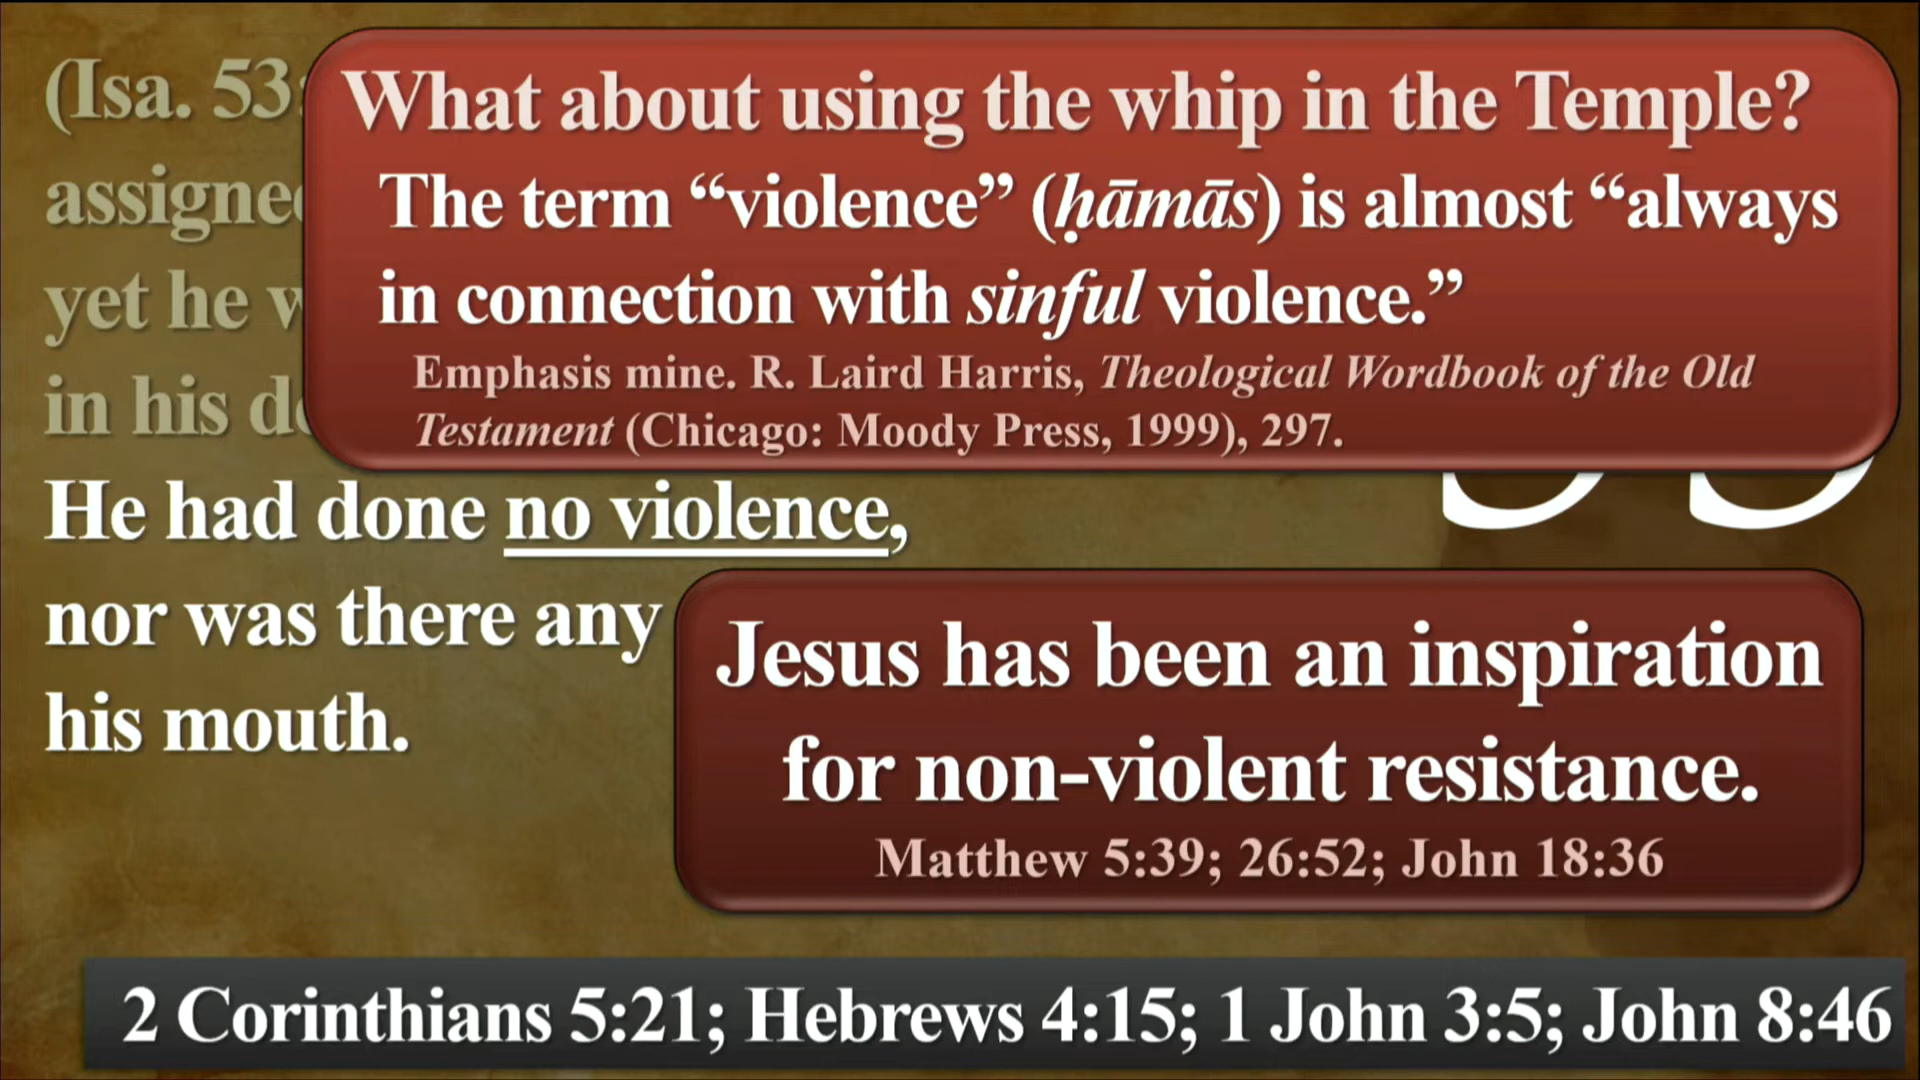 (Isa. 53:
assigne
yet he w
in his d
He had done no violence,
nor was there any
his mouth.
What about using the whip in the Temple?
The term “violence” (ḥāmās) is almost “always
in connection with sinful violence.”
Emphasis mine. R. Laird Harris, Theological Wordbook of the Old
Testament (Chicago: Moody Press, 1999), 297.
Jesus has been an inspiration
for non-violent resistance.
Matthew 5:39; 26:52; John 18:36
2 Corinthians 5:21; Hebrews 4:15; 1 John 3:5; John 8:46